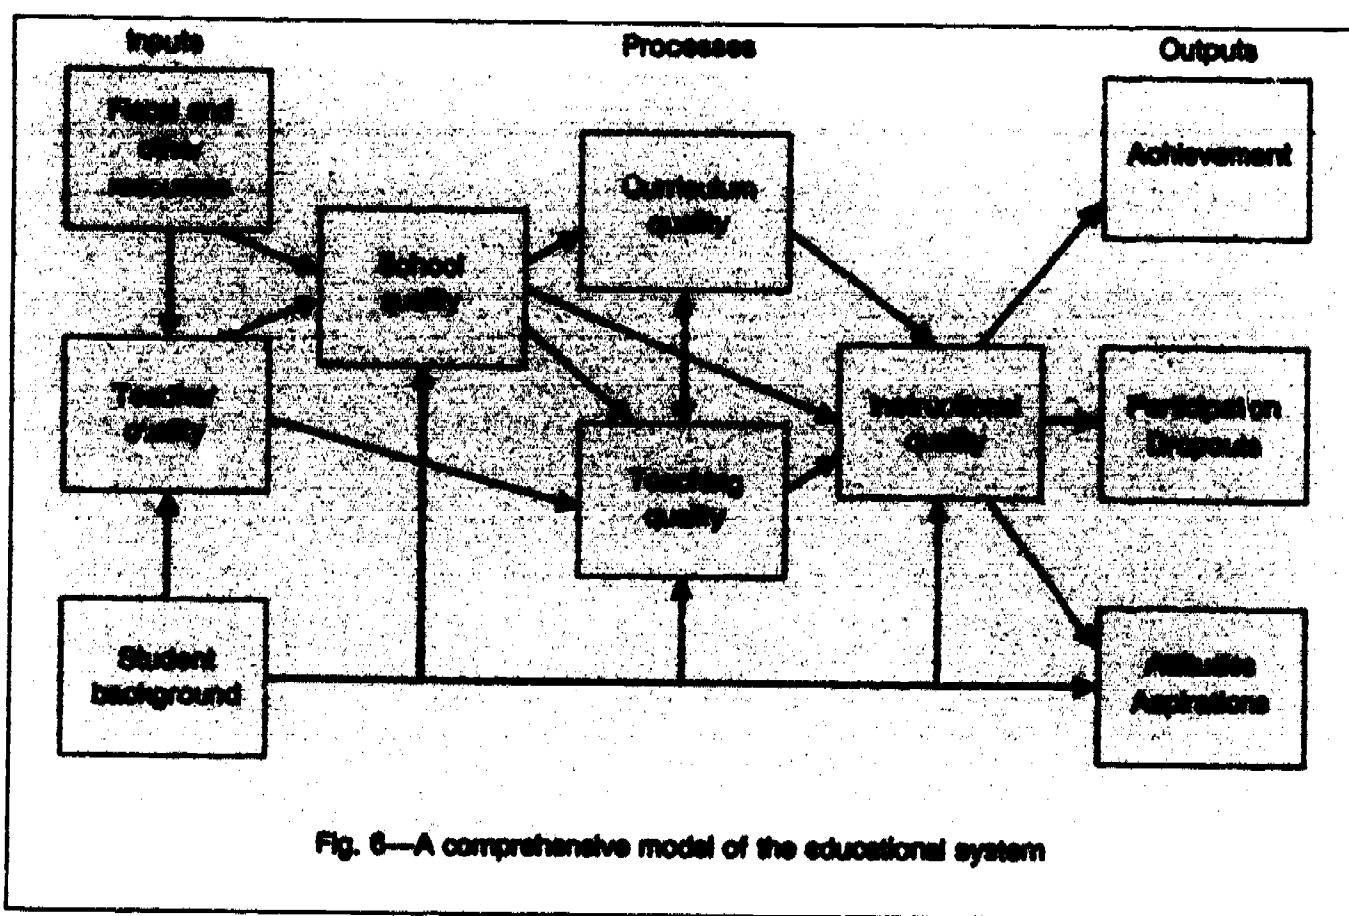 Inputs
Processes
Outputs
Fiscal and
other
resources
Teacher
quality
Student
background
School
quality
Curriculum
quality
Teaching
quality
Instructional
quality
Achievement
Participation
Dropouts
Attitudes
Aspirations
Fig. 6—A comprehensive model of the educational system